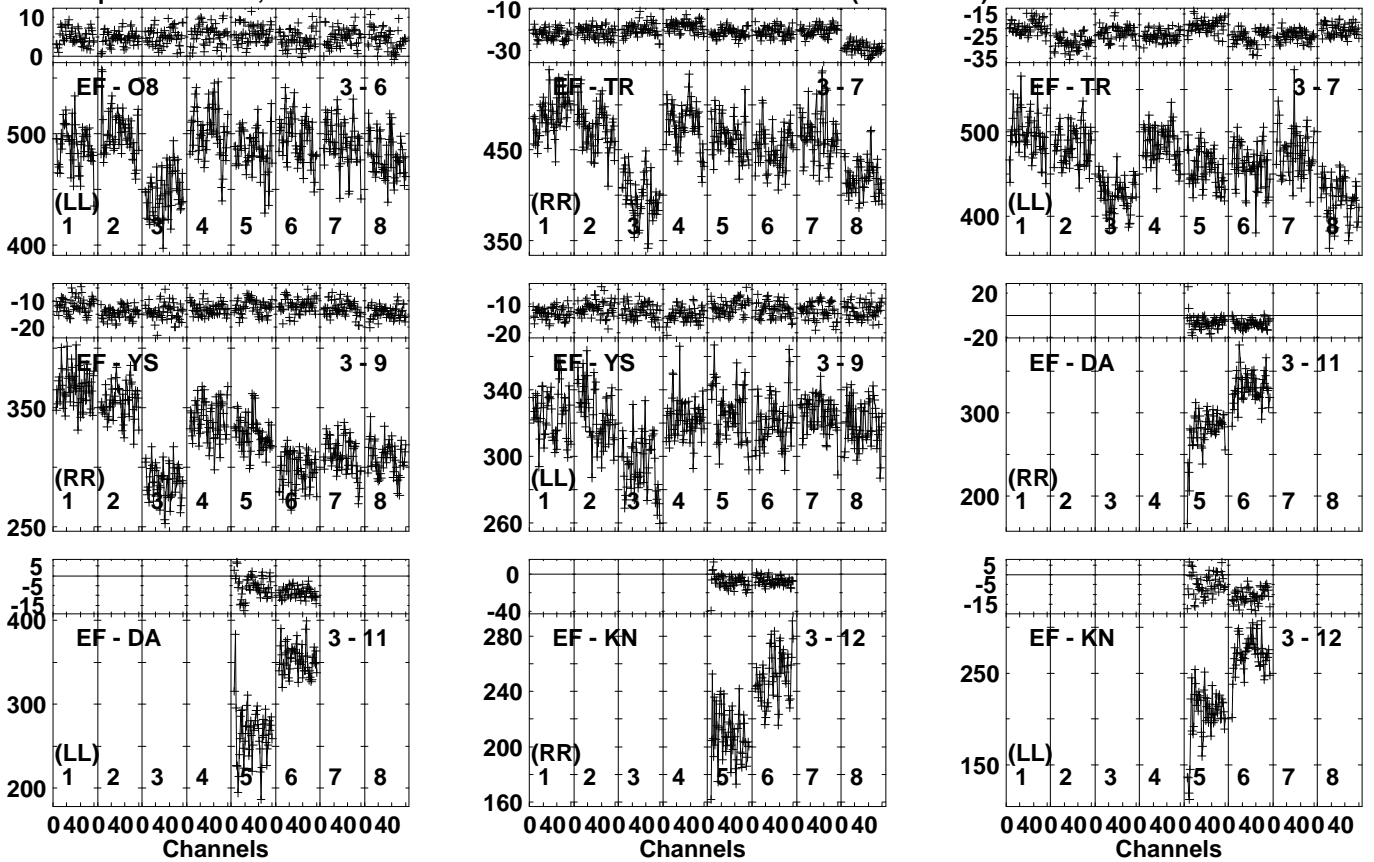 10
0
EF - O8 3 - 6
500
400
(LL)
1 2 3 4 5 6 7 8
-10
-30
EF - TR 3 - 7
450
350
(RR)
1 2 3 4 5 6 7 8
-15
-25
-35
EF - TR 3 - 7
500
400
(LL)
1 2 3 4 5 6 7 8
-10
-20
EF - YS 3 - 9
350
250
(RR)
1 2 3 4 5 6 7 8
-10
-20
EF - YS 3 - 9
340
300
260
(LL)
1 2 3 4 5 6 7 8
20
-20
EF - DA 3 - 11
300
200
(RR)
1 2 3 4 5 6 7 8
5
-5
-15
EF - DA 3 - 11
400
300
200
(LL)
1 2 3 4 5 6 7 8
0 40 0 40 0 40 0 40 0 40 0 40 0 40 0 40
Channels
0
-40
EF - KN 3 - 12
280
240
200
160
(RR)
1 2 3 4 5 6 7 8
0 40 0 40 0 40 0 40 0 40 0 40 0 40 0 40
Channels
5
-5
-15
EF - KN 3 - 12
250
150
(LL)
1 2 3 4 5 6 7 8
0 40 0 40 0 40 0 40 0 40 0 40 0 40 0 40
Channels